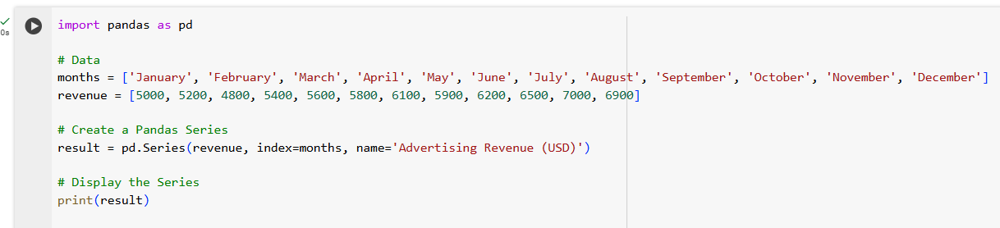 0s
import pandas as pd
# Data
months = ['January', 'February', 'March', 'April', 'May', 'June', 'July', 'August', 'September', 'October', 'November', 'December']
revenue = [5000, 5200, 4800, 5400, 5600, 5800, 6100, 5900, 6200, 6500, 7000, 6900]
# Create a Pandas Series
result = pd.Series(revenue, index=months, name='Advertising Revenue (USD)')
# Display the Series
print(result)